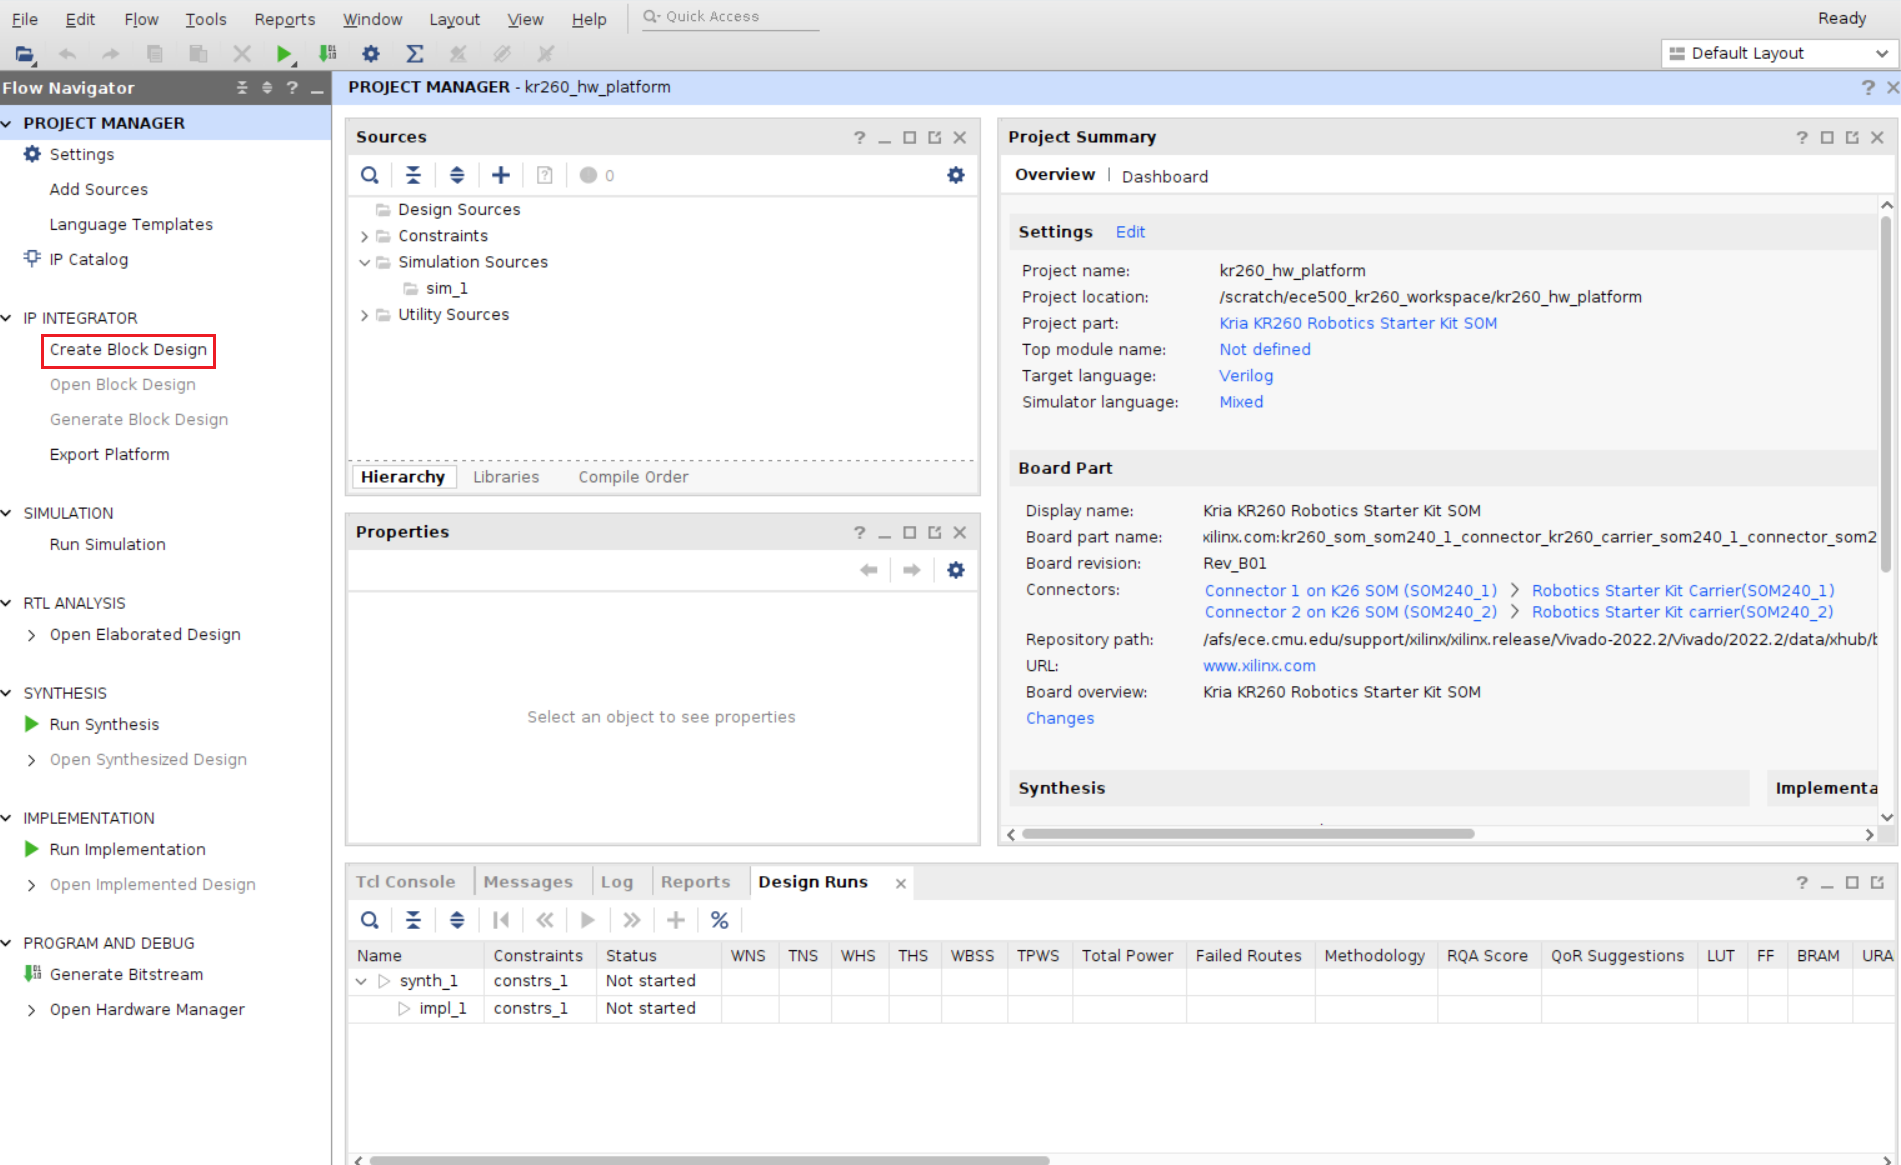 File Edit Flow Tools Reports Window Layout View Help Quick Access Ready
Default Layout
Flow Navigator
PROJECT MANAGER
Settings
Add Sources
Language Templates
IP Catalog
IP INTEGRATOR
Create Block Design
Open Block Design
Generate Block Design
Export Platform
SIMULATION
Run Simulation
RTL ANALYSIS
Open Elaborated Design
SYNTHESIS
Run Synthesis
Open Synthesized Design
IMPLEMENTATION
Run Implementation
Open Implemented Design
PROGRAM AND DEBUG
Generate Bitstream
Open Hardware Manager
PROJECT MANAGER - kr260_hw_platform
Sources
0
Design Sources
Constraints
Simulation Sources
sim_1
Utility Sources
Hierarchy Libraries Compile Order
Properties
Select an object to see properties
Project Summary
Overview | Dashboard
Settings Edit
Project name: kr260_hw_platform
Project location: /scratch/ece500_kr260_workspace/kr260_hw_platform
Project part: Kria KR260 Robotics Starter Kit SOM
Top module name: Not defined
Target language: Verilog
Simulator language: Mixed
Board Part
Display name: Kria KR260 Robotics Starter Kit SOM
Board part name: xilinx.com:kr260_som_som240_1_connector_kr260_carrier_som240_1_connector_som2
Board revision: Rev_B01
Connectors: Connector 1 on K26 SOM (SOM240_1) > Robotics Starter Kit Carrier(SOM240_1)
Connector 2 on K26 SOM (SOM240_2) > Robotics Starter Kit carrier(SOM240_2)
Repository path: /afs/ece.cmu.edu/support/xilinx/xilinx.release/Vivado-2022.2/Vivado/2022.2/data/xhub/b
URL: www.xilinx.com
Board overview: Kria KR260 Robotics Starter Kit SOM
Changes
Synthesis Implementa
Tcl Console Messages Log Reports Design Runs
Name Constraints Status WNS TNS WHS THS WBSS TPWS Total Power Failed Routes Methodology RQA Score QoR Suggestions LUT FF BRAM URA
synth_1 constrs_1 Not started
impl_1 constrs_1 Not started